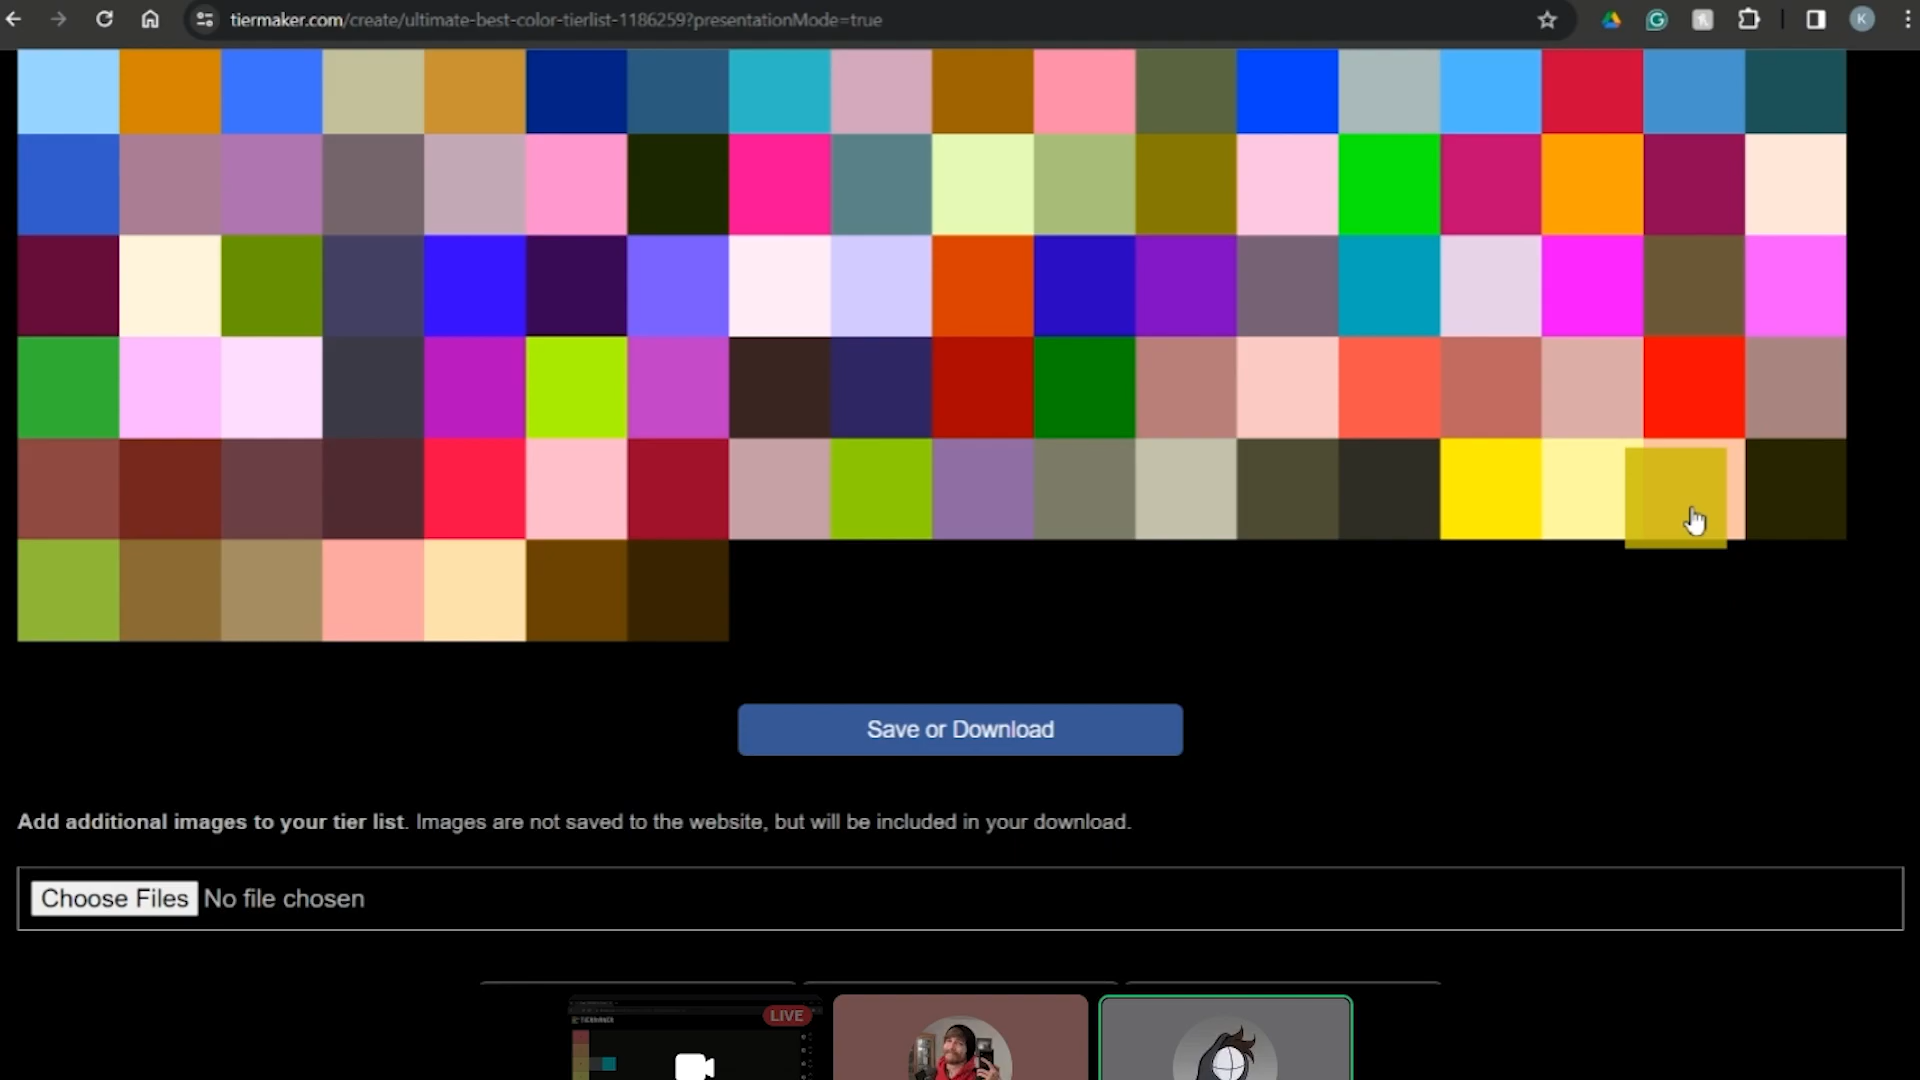 tiermaker.com/create/ultimate-best-color-tierlist-1186259?presentationMode=true
K
Save or Download
Add additional images to your tier list. Images are not saved to the website, but will be included in your download.
Choose Files No file chosen
LIVE
TIERMAKER